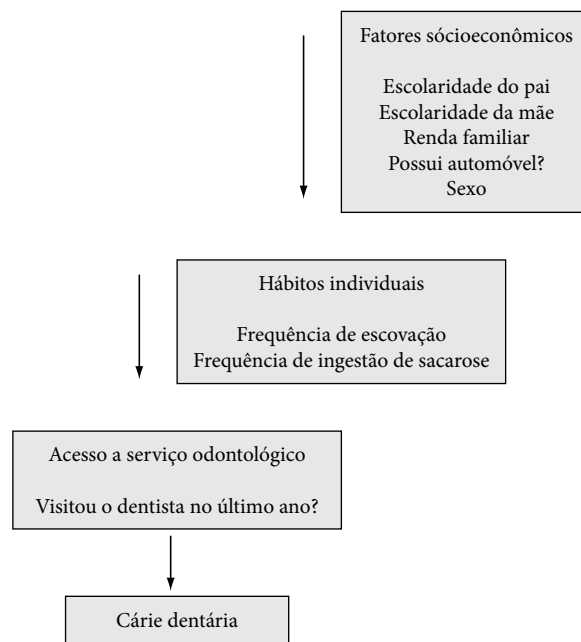 Fatores sócioeconômicos
Escolaridade do pai
Escolaridade da mãe
Renda familiar
Possui automóvel?
Sexo
Hábitos individuais
Frequência de escovação
Frequência de ingestão de sacarose
Acesso a serviço odontológico
Visitou o dentista no último ano?
Cárie dentária